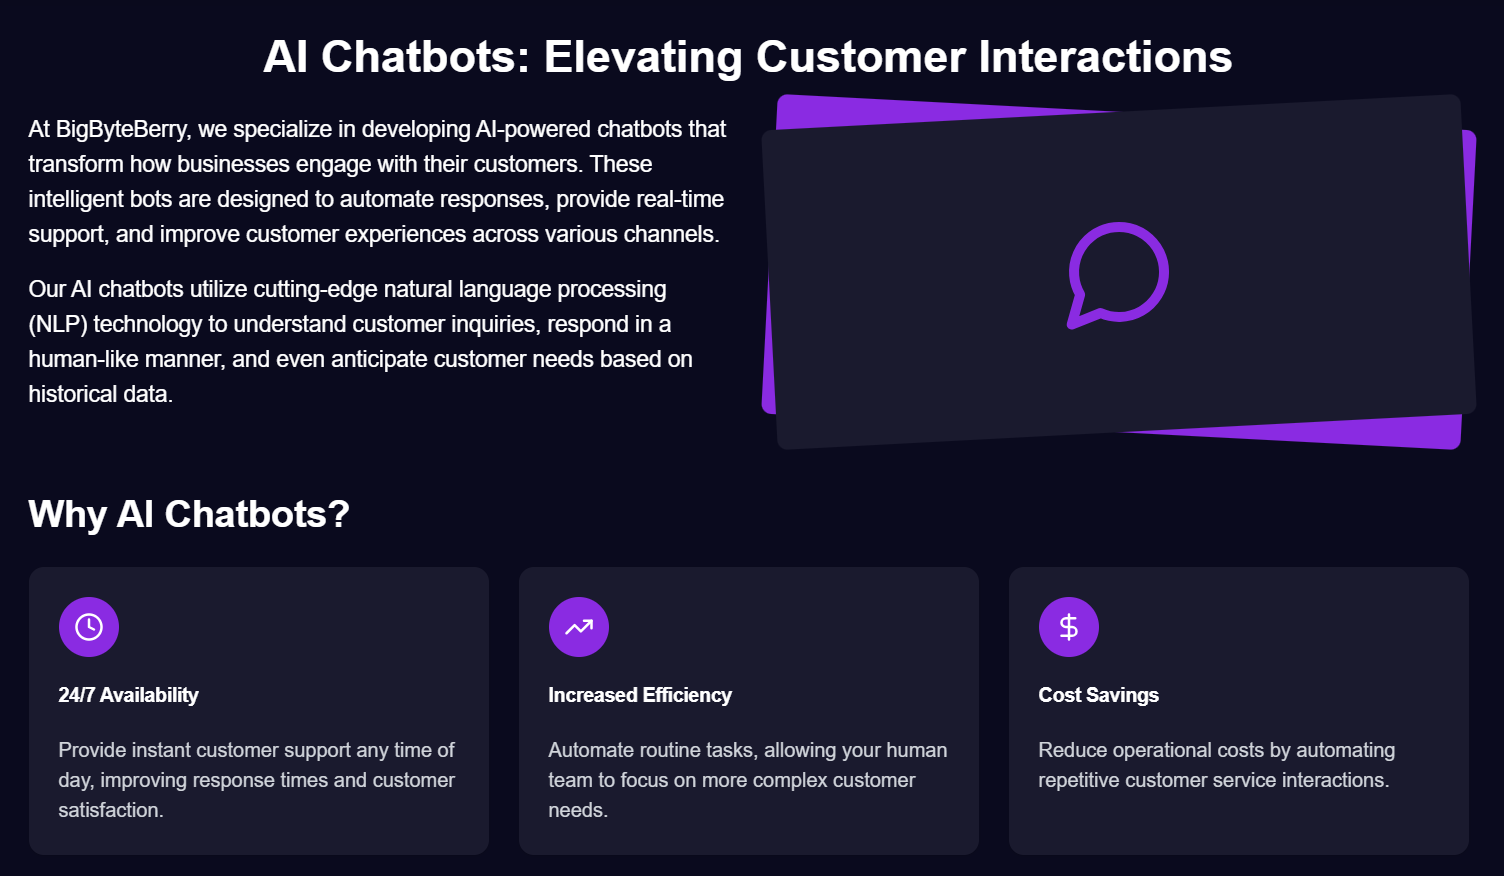 AI Chatbots: Elevating Customer Interactions
At BigByteBerry, we specialize in developing AI-powered chatbots that
transform how businesses engage with their customers. These
intelligent bots are designed to automate responses, provide real-time
support, and improve customer experiences across various channels.
Our AI chatbots utilize cutting-edge natural language processing
(NLP) technology to understand customer inquiries, respond in a
human-like manner, and even anticipate customer needs based on
historical data.
Why AI Chatbots?
24/7 Availability
Provide instant customer support any time of
day, improving response times and customer
satisfaction.
Increased Efficiency
Automate routine tasks, allowing your human
team to focus on more complex customer
needs.
Cost Savings
Reduce operational costs by automating
repetitive customer service interactions.